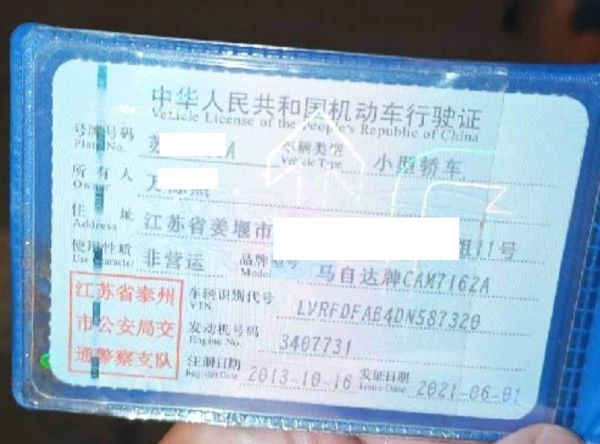 中华人民共和国机动车行驶证
Vehicle License of the People's Republic of China
号牌号码 苏 A 车辆类型 小型轿车
Plate No. Vehicle Type
所有人
Owner
住址 江苏省姜堰市 组11号
Address
使用性质 非营运 品牌型号 马自达牌CAM7162A
Use Character Model
江苏省泰州
市公安局交
通警察支队
车辆识别代号 LVRFDFAB4DN587320
VIN
发动机号码 3407731
Engine No.
注册日期 2013-10-16 发证日期 2021-06-01
Register Date Issue Date